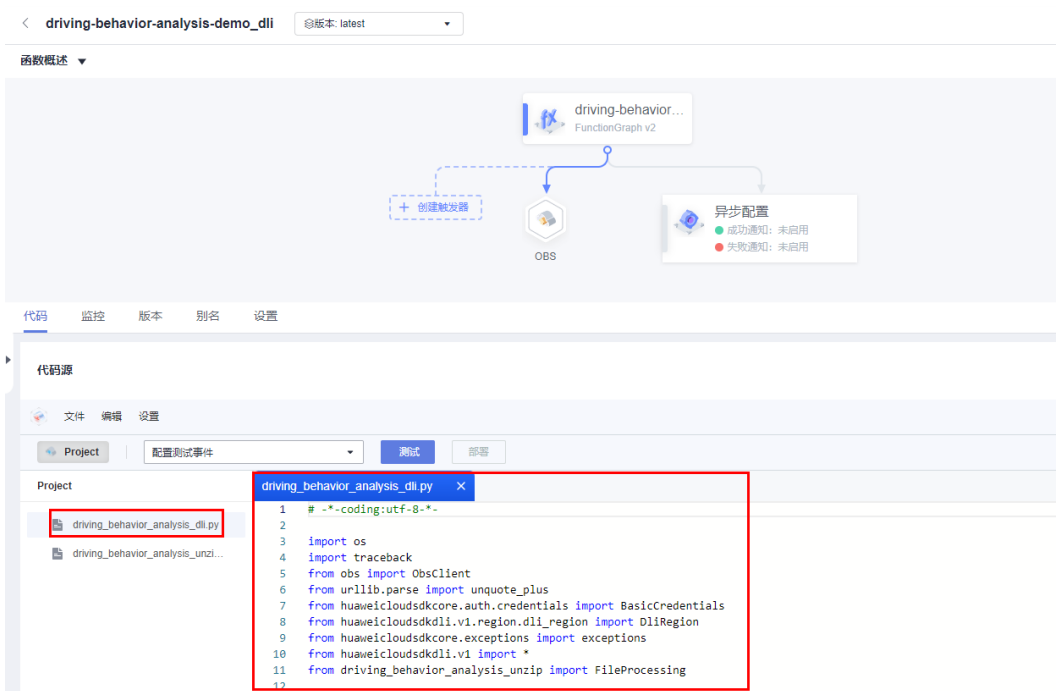 driving-behavior-analysis-demo_dli
版本: latest
函数概述
driving-behavior...
FunctionGraph v2
+ 创建触发器
OBS
异步配置
成功通知: 未启用
失败通知: 未启用
代码 监控 版本 别名 设置
代码源
文件 编辑 设置
Project 配置测试事件 测试 部署
Project
driving_behavior_analysis_dli.py
driving_behavior_analysis_unzi...
driving_behavior_analysis_dli.py ×
1 # -*-coding:utf-8-*-
2
3 import os
4 import traceback
5 from obs import ObsClient
6 from urllib.parse import unquote_plus
7 from huaweicloudsdkcore.auth.credentials import BasicCredentials
8 from huaweicloudsdkdli.v1.region.dli_region import DliRegion
9 from huaweicloudsdkcore.exceptions import exceptions
10 from huaweicloudsdkdli.v1 import *
11 from driving_behavior_analysis_unzip import FileProcessing
12